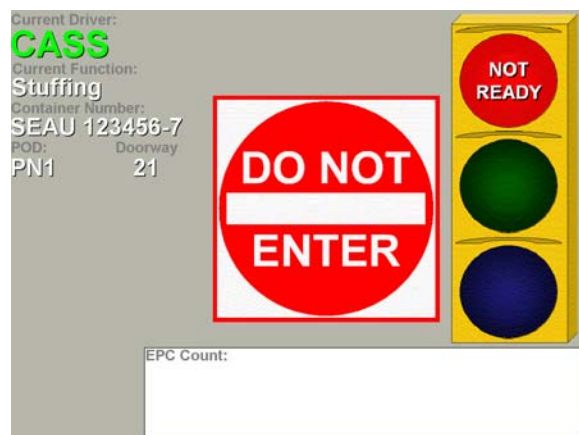 Current Driver:
CASS
Current Function:
Stuffing
Container Number:
SEAU 123456-7
POD: Doorway
PN1 21
DO NOT
ENTER
NOT
READY
EPC Count: